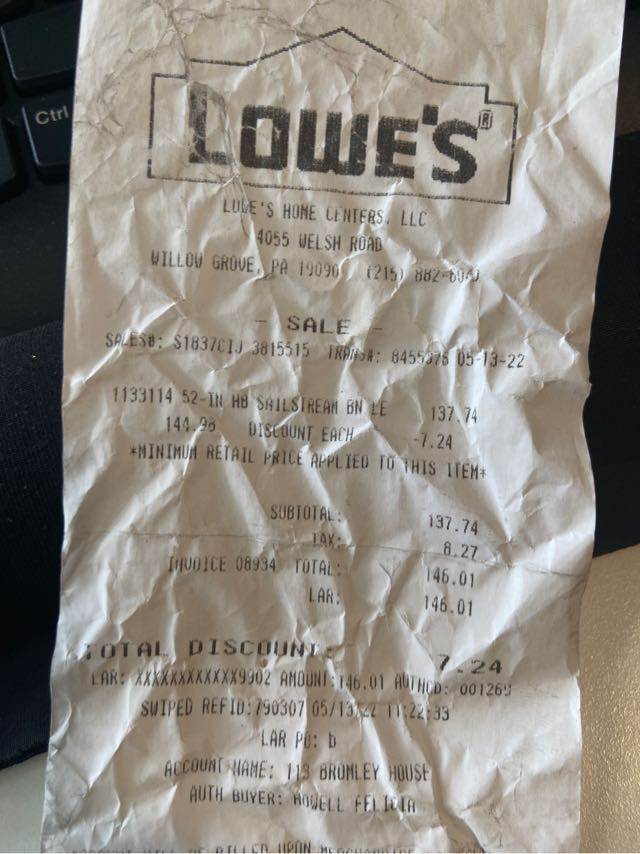 Ctrl
LOWE'S®
LOWE'S HOME CENTERS, LLC
4055 WELSH ROAD
WILLOW GROVE, PA 19090 (215) 882-6040
- SALE -
SALES#: S1837CIJ 3815515 TRANS#: 8455376 05-13-22
1133114 52-IN HB SAILSTREAM BN LE 137.74
144.98 DISCOUNT EACH -7.24
*MINIMUM RETAIL PRICE APPLIED TO THIS ITEM*
SUBTOTAL: 137.74
TAX: 8.27
INVOICE 08934 TOTAL: 146.01
LAR: 146.01
TOTAL DISCOUNT: 7.24
LAR: XXXXXXXXXXXX9902 AMOUNT:146.01 AUTHCD:
SWIPED REFID:790307 05/13/22 11:22:33
LAR PO: b
ACCOUNT NAME: 113 BROMLEY HOUSE
AUTH BUYER: HOWELL FELICIA
BILLED UPON